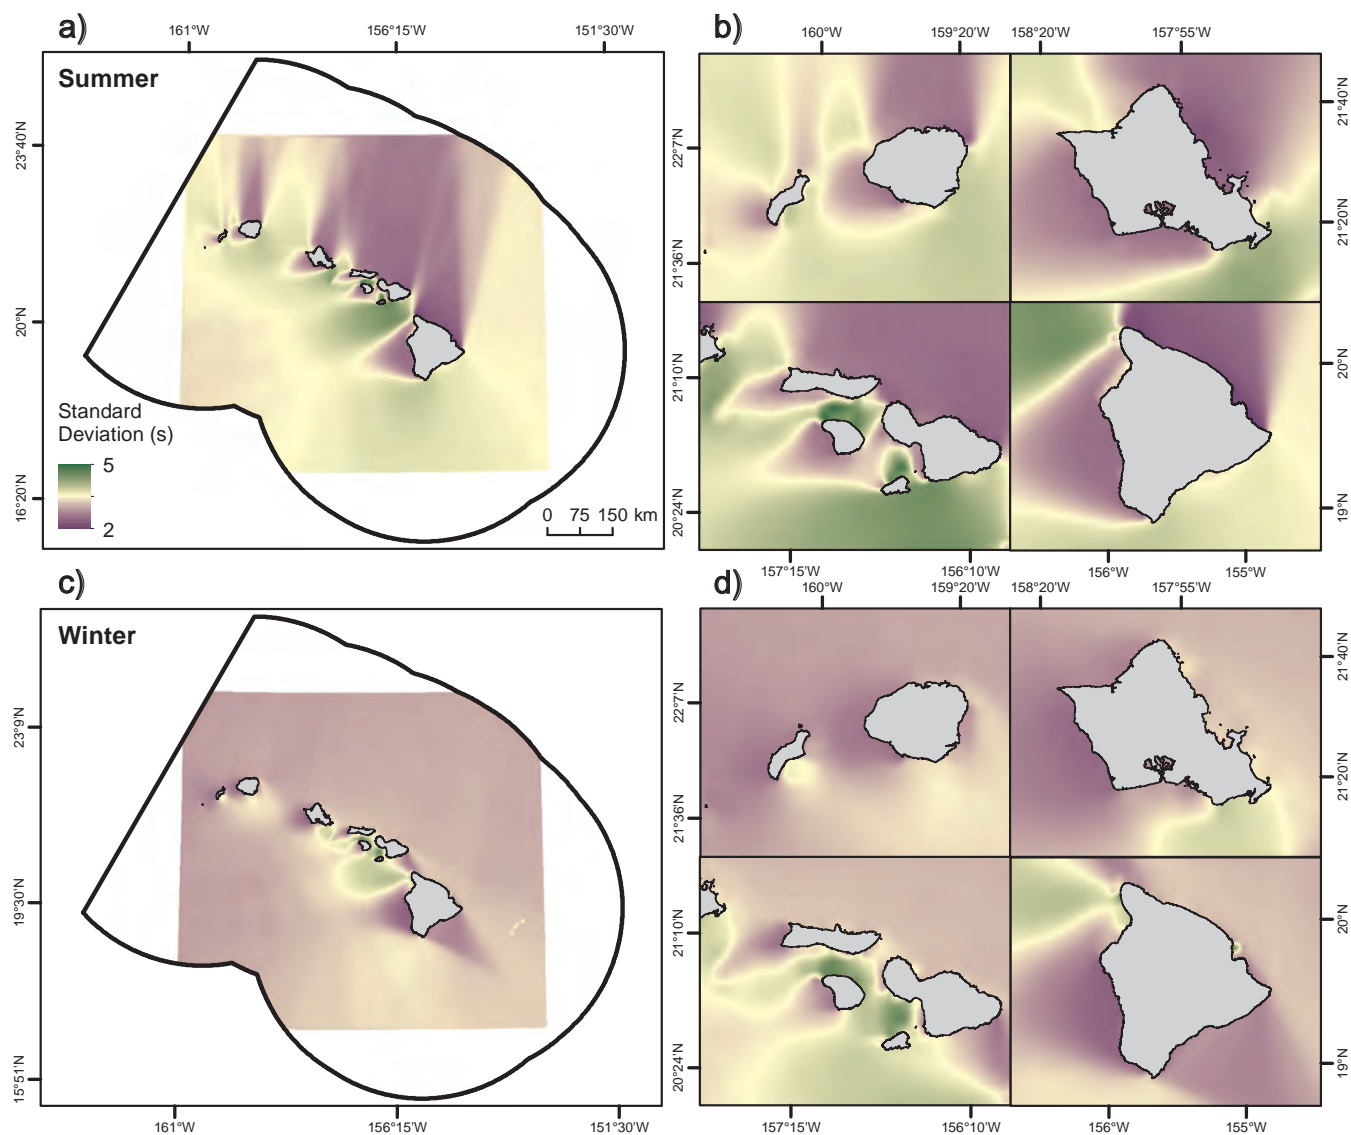 a)
161°W
156°15'W
151°30'W
b)
160°W
159°20'W
158°20'W
157°55'W
Summer
23°40'N
20°N
16°20'N
Standard
Deviation (s)
5
2
0 75 150 km
22°7'N
21°36'N
21°40'N
21°20'N
21°10'N
20°24'N
20°N
19°N
157°15'W
156°10'W
156°W
155°W
c)
d)
160°W
159°20'W
158°20'W
157°55'W
Winter
23°9'N
19°30'N
15°51'N
22°7'N
21°36'N
21°40'N
21°20'N
21°10'N
20°24'N
20°N
19°N
161°W
156°15'W
151°30'W
157°15'W
156°10'W
156°W
155°W